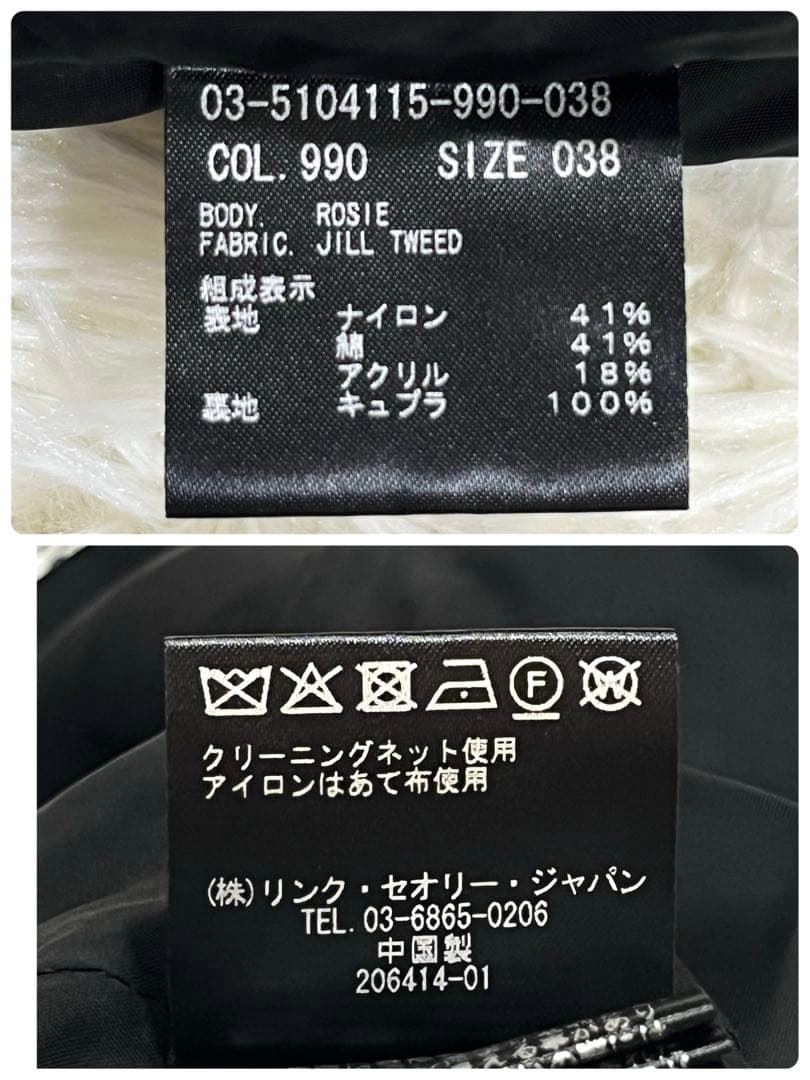 03-5104115-990-038
COL. 990 SIZE 038
BODY. ROSIE
FABRIC. JILL TWEED
組成表示
表地 ナイロン 41%
綿 41%
アクリル 18%
裏地 キュプラ 100%
F
W
クリーニングネット使用
アイロンはあて布使用
(株)リンク・セオリー・ジャパン
TEL. 03-6865-0206
中国製
206414-01